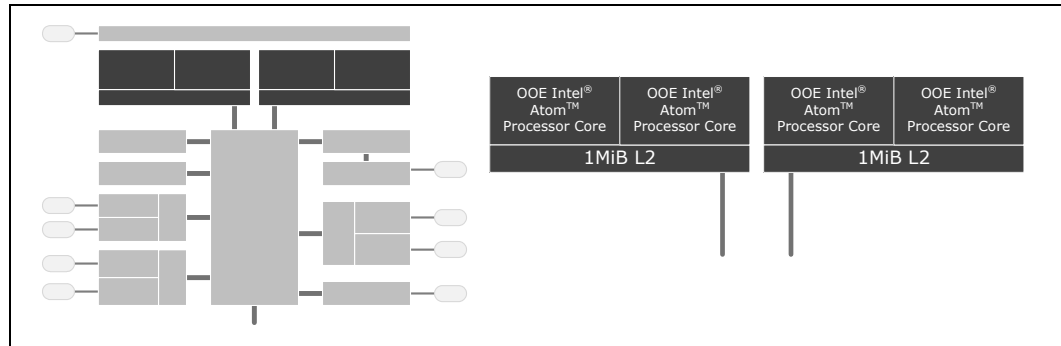 OOE Intel®
Atom™
Processor Core
OOE Intel®
Atom™
Processor Core
1MiB L2
OOE Intel®
Atom™
Processor Core
OOE Intel®
Atom™
Processor Core
1MiB L2